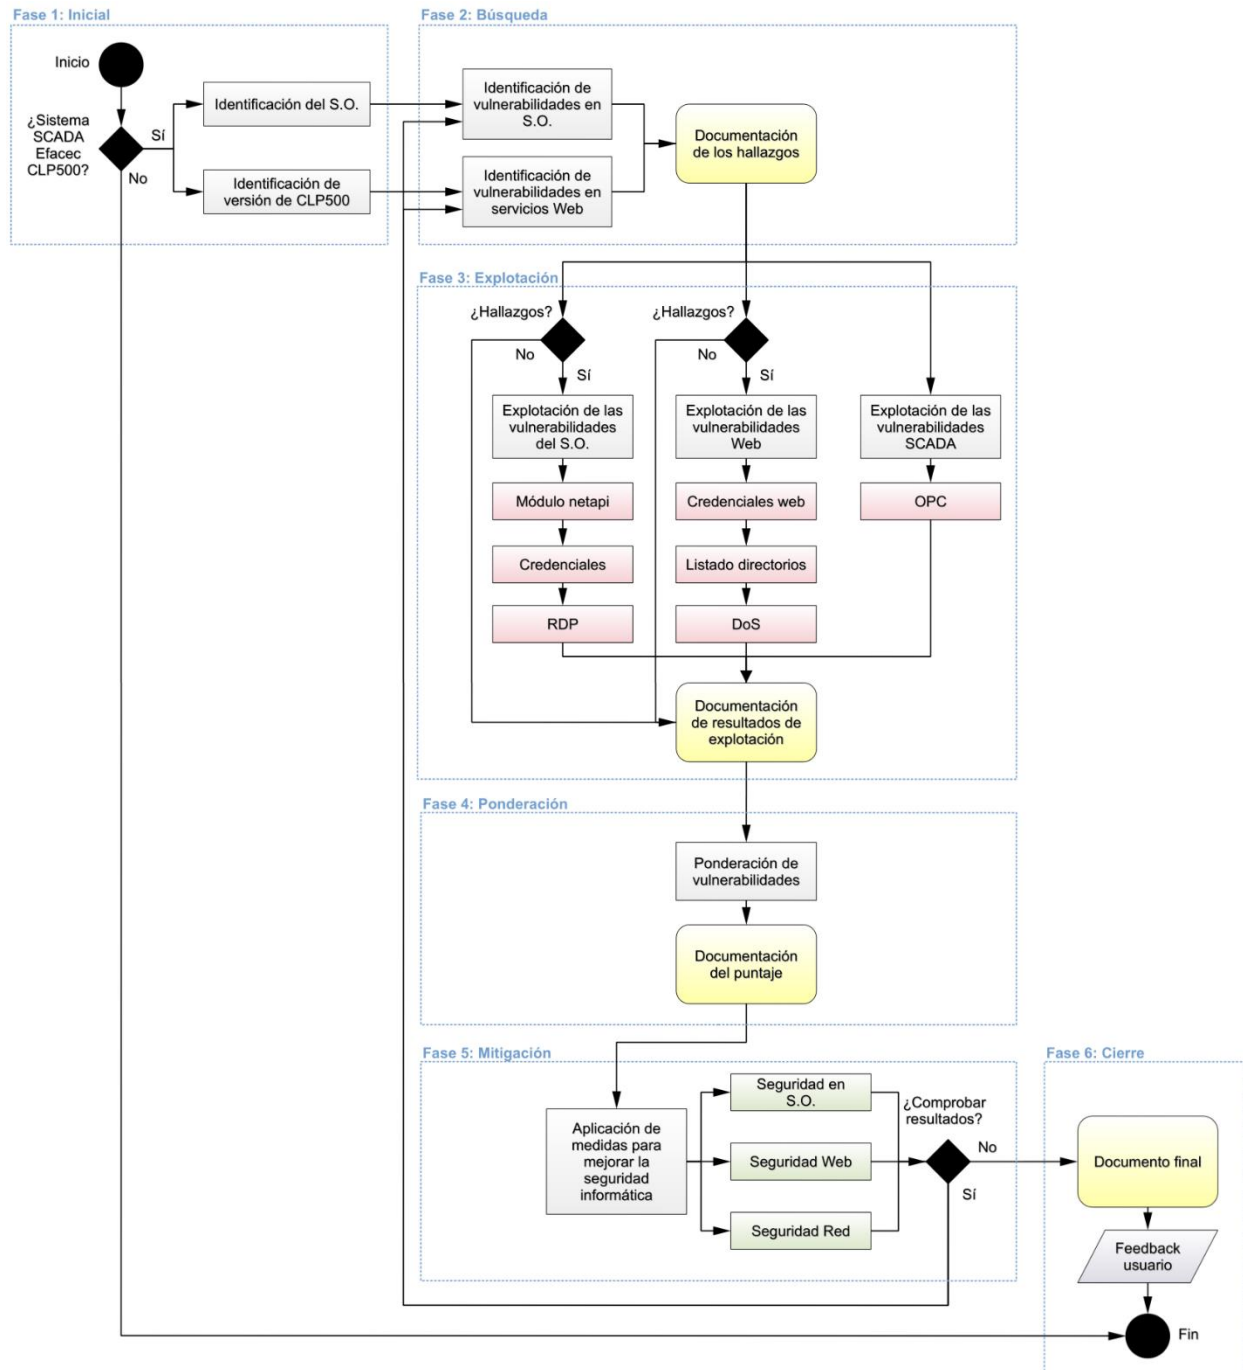 Fase 1: Inicial
Inicio
¿Sistema
SCADA
Efacec
CLP500?
Sí
No
Identificación del S.O.
Identificación de
versión de CLP500
Fase 2: Búsqueda
Identificación de
vulnerabilidades en
S.O.
Identificación de
vulnerabilidades en
servicios Web
Documentación
de los hallazgos
Fase 3: Explotación
¿Hallazgos?
No
Sí
¿Hallazgos?
No
Sí
Explotación de las
vulnerabilidades
del S.O.
Módulo netapi
Credenciales
RDP
Explotación de las
vulnerabilidades
Web
Credenciales web
Listado directorios
DoS
Explotación de las
vulnerabilidades
SCADA
OPC
Documentación
de resultados de
explotación
Fase 4: Ponderación
Ponderación de
vulnerabilidades
Documentación
del puntaje
Fase 5: Mitigación
Aplicación de
medidas para
mejorar la
seguridad
informática
Seguridad en
S.O.
Seguridad Web
Seguridad Red
¿Comprobar
resultados?
No
Sí
Fase 6: Cierre
Documento final
Feedback
usuario
Fin